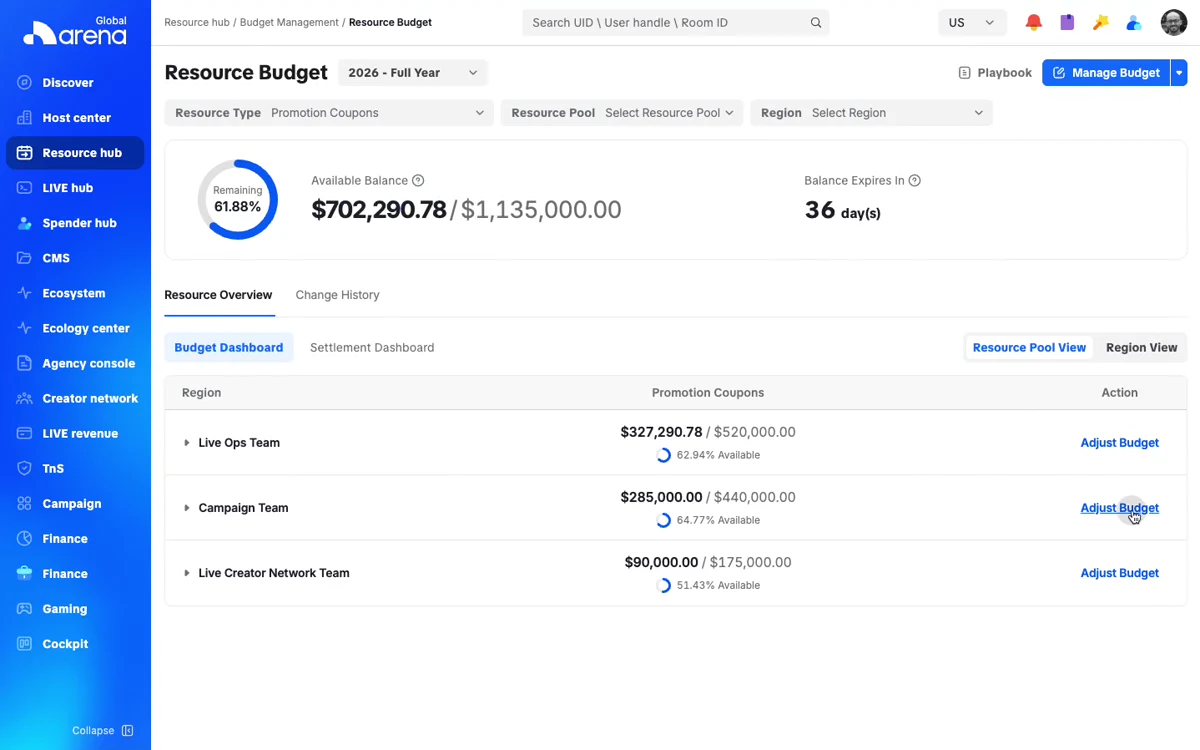 Global
arena
Resource hub / Budget Management / Resource Budget
Search UID \ User handle \ Room ID
US
Discover
Host center
Resource hub
LIVE hub
Spender hub
CMS
Ecosystem
Ecology center
Agency console
Creator network
LIVE revenue
TnS
Campaign
Finance
Finance
Gaming
Cockpit
Collapse
Resource Budget
2026 - Full Year
Playbook
Manage Budget
Resource Type Promotion Coupons
Resource Pool Select Resource Pool
Region Select Region
Remaining
61.88%
Available Balance
$702,290.78 / $1,135,000.00
Balance Expires In
36 day(s)
Resource Overview
Change History
Budget Dashboard
Settlement Dashboard
Resource Pool View
Region View
Region
Promotion Coupons
Action
Live Ops Team
$327,290.78 / $520,000.00
62.94% Available
Adjust Budget
Campaign Team
$285,000.00 / $440,000.00
64.77% Available
Adjust Budget
Live Creator Network Team
$90,000.00 / $175,000.00
51.43% Available
Adjust Budget